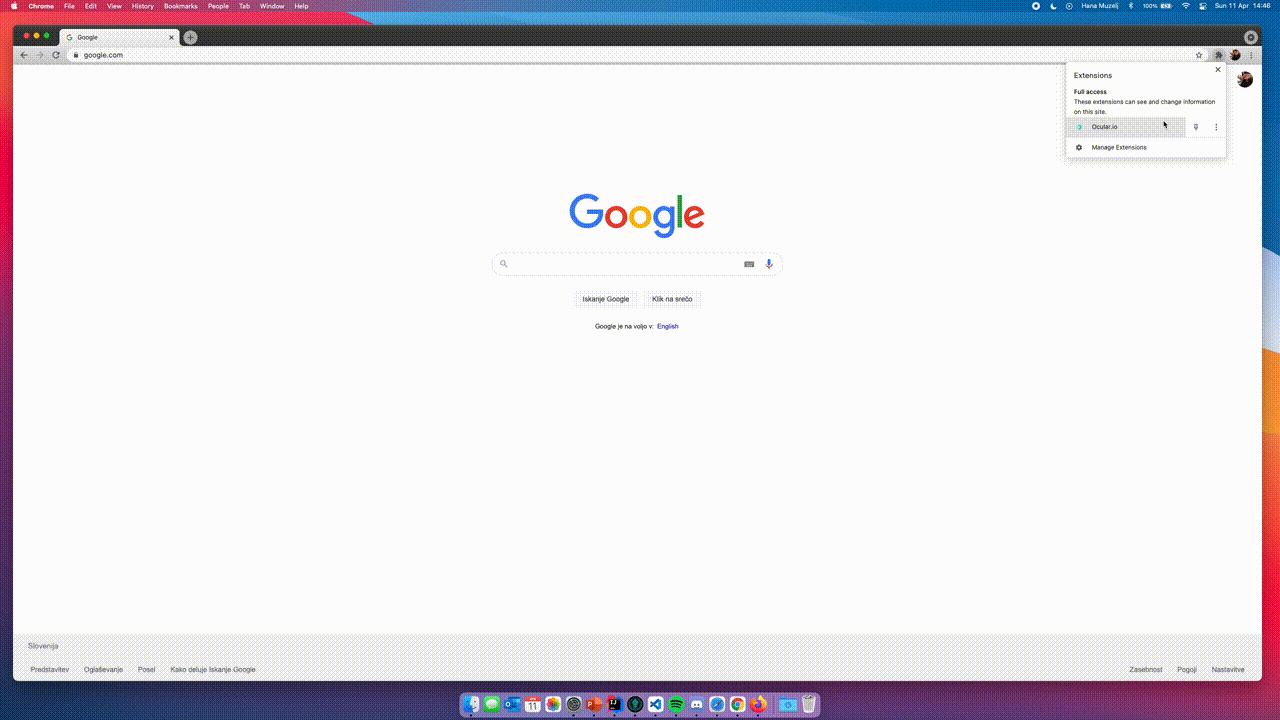 Chrome File Edit View History Bookmarks People Tab Window Help Hana Muzelj 100% Sun 11 Apr 14:46
Google
google.com
Extensions
Full access
These extensions can see and change information
on this site.
Ocular.io
Manage Extensions
Google
Iskanje Google Klik na srečo
Google je na voljo v: English
Slovenija
Predstavitev Oglaševanje Posel Kako deluje Iskanje Google Zasebnost Pogoji Nastavitve
11